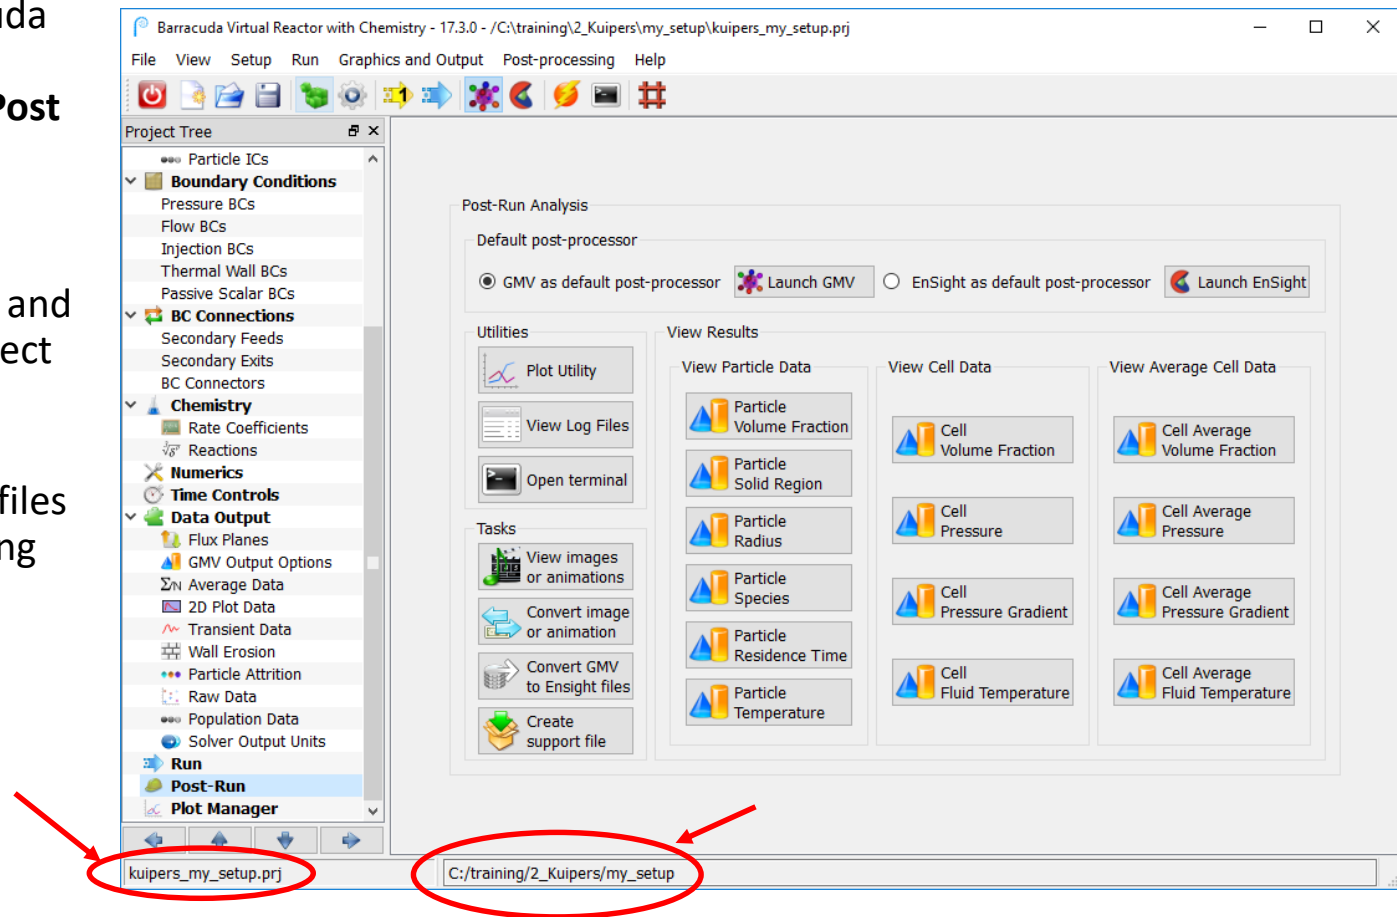 uda
Post
and
ect
files
ng
Barracuda Virtual Reactor with Chemistry - 17.3.0 - /C:\training\2_Kuipers\my_setup\kuipers_my_setup.prj
File View Setup Run Graphics and Output Post-processing Help
1
Project Tree
Particle ICs
Boundary Conditions
Pressure BCs
Flow BCs
Injection BCs
Thermal Wall BCs
Passive Scalar BCs
BC Connections
Secondary Feeds
Secondary Exits
BC Connectors
Chemistry
Rate Coefficients
Reactions
Numerics
Time Controls
Data Output
Flux Planes
GMV Output Options
Average Data
2D Plot Data
Transient Data
Wall Erosion
Particle Attrition
Raw Data
Population Data
Solver Output Units
Run
Post-Run
Plot Manager
Post-Run Analysis
Default post-processor
GMV as default post-processor
Launch GMV
EnSight as default post-processor
Launch EnSight
Utilities
Plot Utility
View Log Files
Open terminal
Tasks
View images
or animations
Convert image
or animation
Convert GMV
to Ensight files
Create
support file
View Results
View Particle Data
Particle
Volume Fraction
Particle
Solid Region
Particle
Radius
Particle
Species
Particle
Residence Time
Particle
Temperature
View Cell Data
Cell
Volume Fraction
Cell
Pressure
Cell
Pressure Gradient
Cell
Fluid Temperature
View Average Cell Data
Cell Average
Volume Fraction
Cell Average
Pressure
Cell Average
Pressure Gradient
Cell Average
Fluid Temperature
kuipers_my_setup.prj
C:/training/2_Kuipers/my_setup